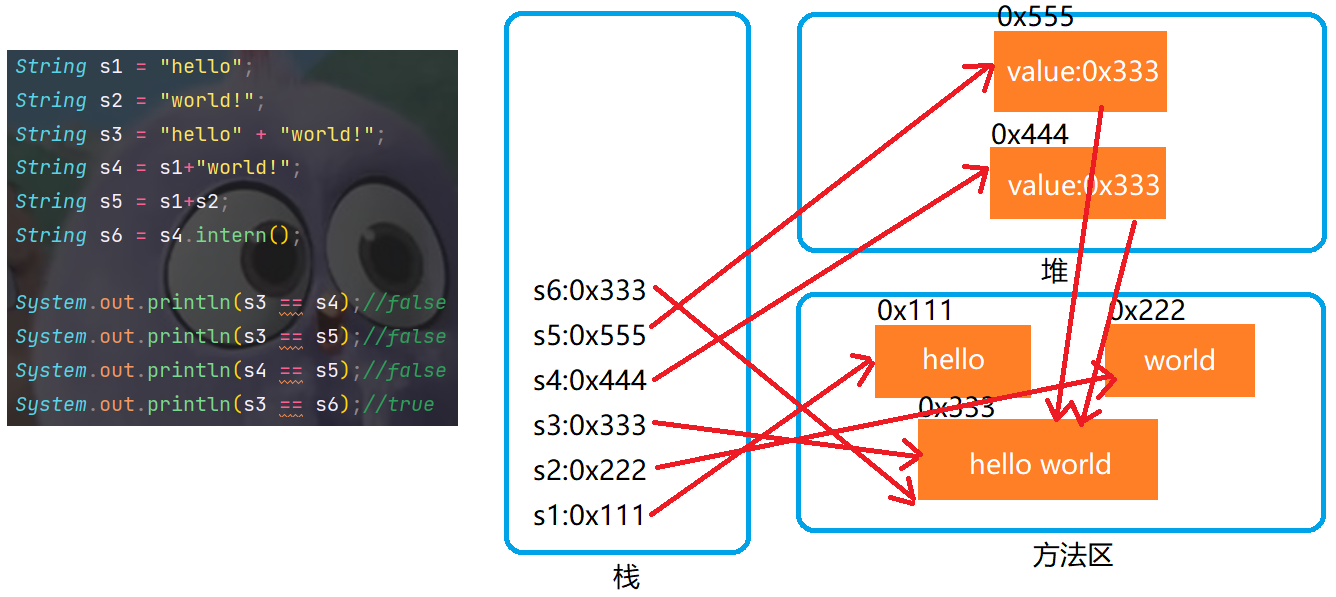 String s1 = "hello";
String s2 = "world!";
String s3 = "hello" + "world!";
String s4 = s1+"world!";
String s5 = s1+s2;
String s6 = s4.intern();
System.out.println(s3 == s4);//false
System.out.println(s3 == s5);//false
System.out.println(s4 == s5);//false
System.out.println(s3 == s6);//true
s6:0x333
s5:0x555
s4:0x444
s3:0x333
s2:0x222
s1:0x111
栈
0x555
value:0x333
0x444
value:0x333
堆
0x111
0x222
hello
world
0x333
hello world
方法区